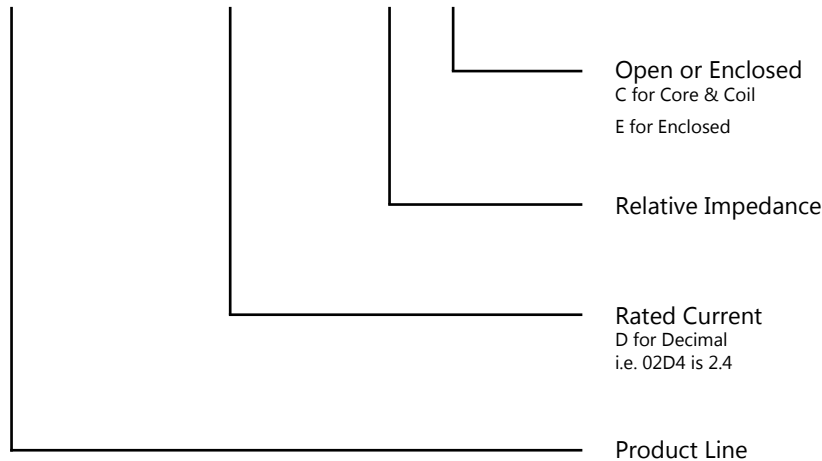 Open or Enclosed
C for Core & Coil
E for Enclosed
Relative Impedance
Rated Current
D for Decimal
i.e. 02D4 is 2.4
Product Line